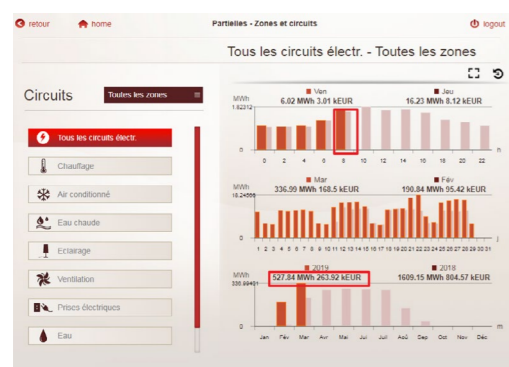 retour
home
Partielles - Zones et circuits
logout
Tous les circuits électr. - Toutes les zones
Circuits
Toutes les zones
Tous les circuits électr.
Chauffage
Air conditionné
Eau chaude
Eclairage
Ventilation
Prises électriques
Eau
MWh
Ven
Jeu
6.02 MWh 3.01 kEUR
16.23 MWh 8.12 kEUR
1.82312
0
0 2 4 6 8 10 12 14 16 18 20 22
h
MWh
Mar
Fév
336.99 MWh 168.5 kEUR
190.84 MWh 95.42 kEUR
0
1 2 3 4 5 6 7 8 9 10 11 12 13 14 15 16 17 18 19 20 21 22 23 24 25 26 27 28 29 30 31
j
MWh
2019
2018
527.84 MWh 263.92 kEUR
1609.15 MWh 804.57 kEUR
0
Jan Fév Mar Avr Mai Jui Juil Aoû Sep Oct Nov Déc
m